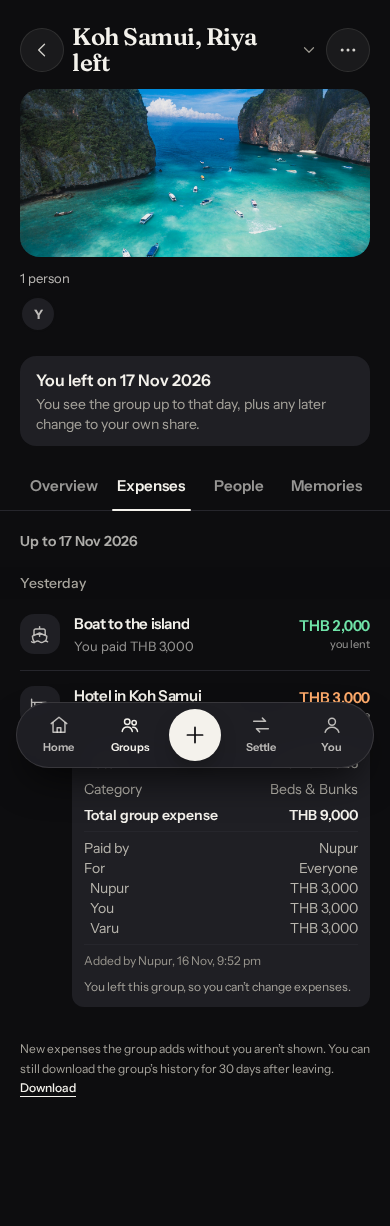 Koh Samui, Riya
left
1 person
Y
You left on 17 Nov 2026
You see the group up to that day, plus any later
change to your own share.
Overview Expenses People Memories
Up to 17 Nov 2026
Yesterday
Boat to the island THB 2,000
You paid THB 3,000 you lent
Hotel in Koh Samui THB 3,000
Home Groups Settle You
Category Beds & Bunks
Total group expense THB 9,000
Paid by Nupur
For Everyone
Nupur THB 3,000
You THB 3,000
Varu THB 3,000
Added by Nupur, 16 Nov, 9:52 pm
You left this group, so you can't change expenses.
New expenses the group adds without you aren't shown. You can
still download the group's history for 30 days after leaving.
Download